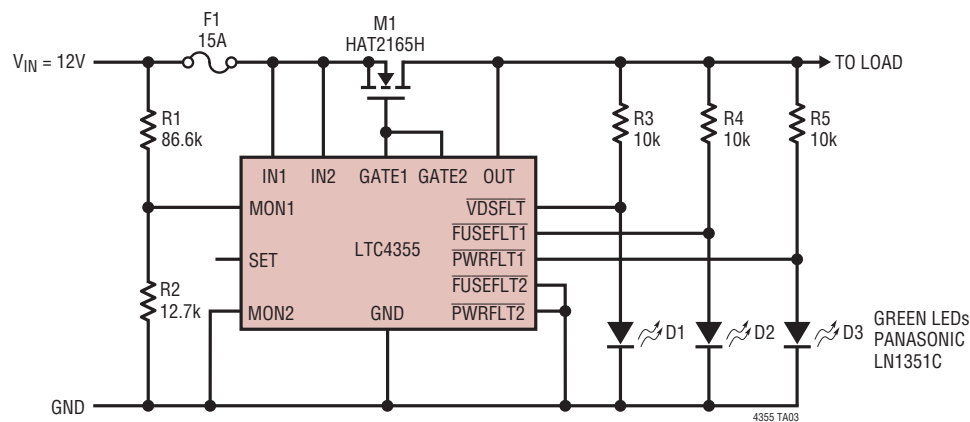 F1
15A
M1
HAT2165H
VIN = 12V
TO LOAD
R1
86.6k
R3
10k
R4
10k
R5
10k
IN1 IN2 GATE1 GATE2 OUT
MON1
VDSFLT
FUSEFLT1
LTC4355
SET
PWRFLT1
FUSEFLT2
R2
12.7k
MON2
GND
PWRFLT2
D1
D2
D3
GREEN LEDs
PANASONIC
LN1351C
GND
4355 TA03